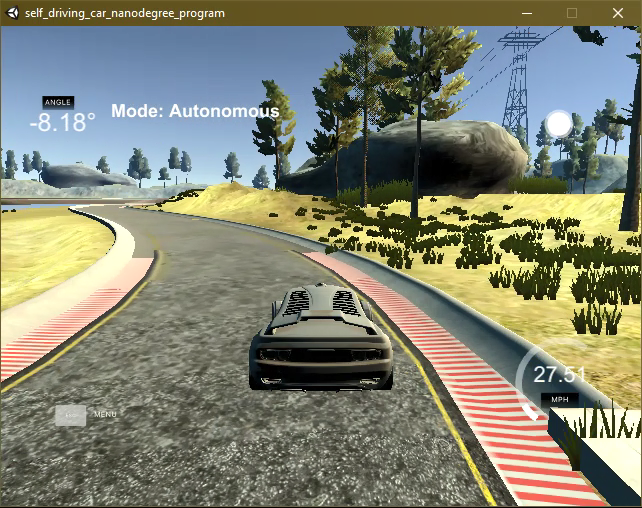 self_driving_car_nanodegree_program
ANGLE
-8.18°
Mode: Autonomous
27.51
MPH
MENU